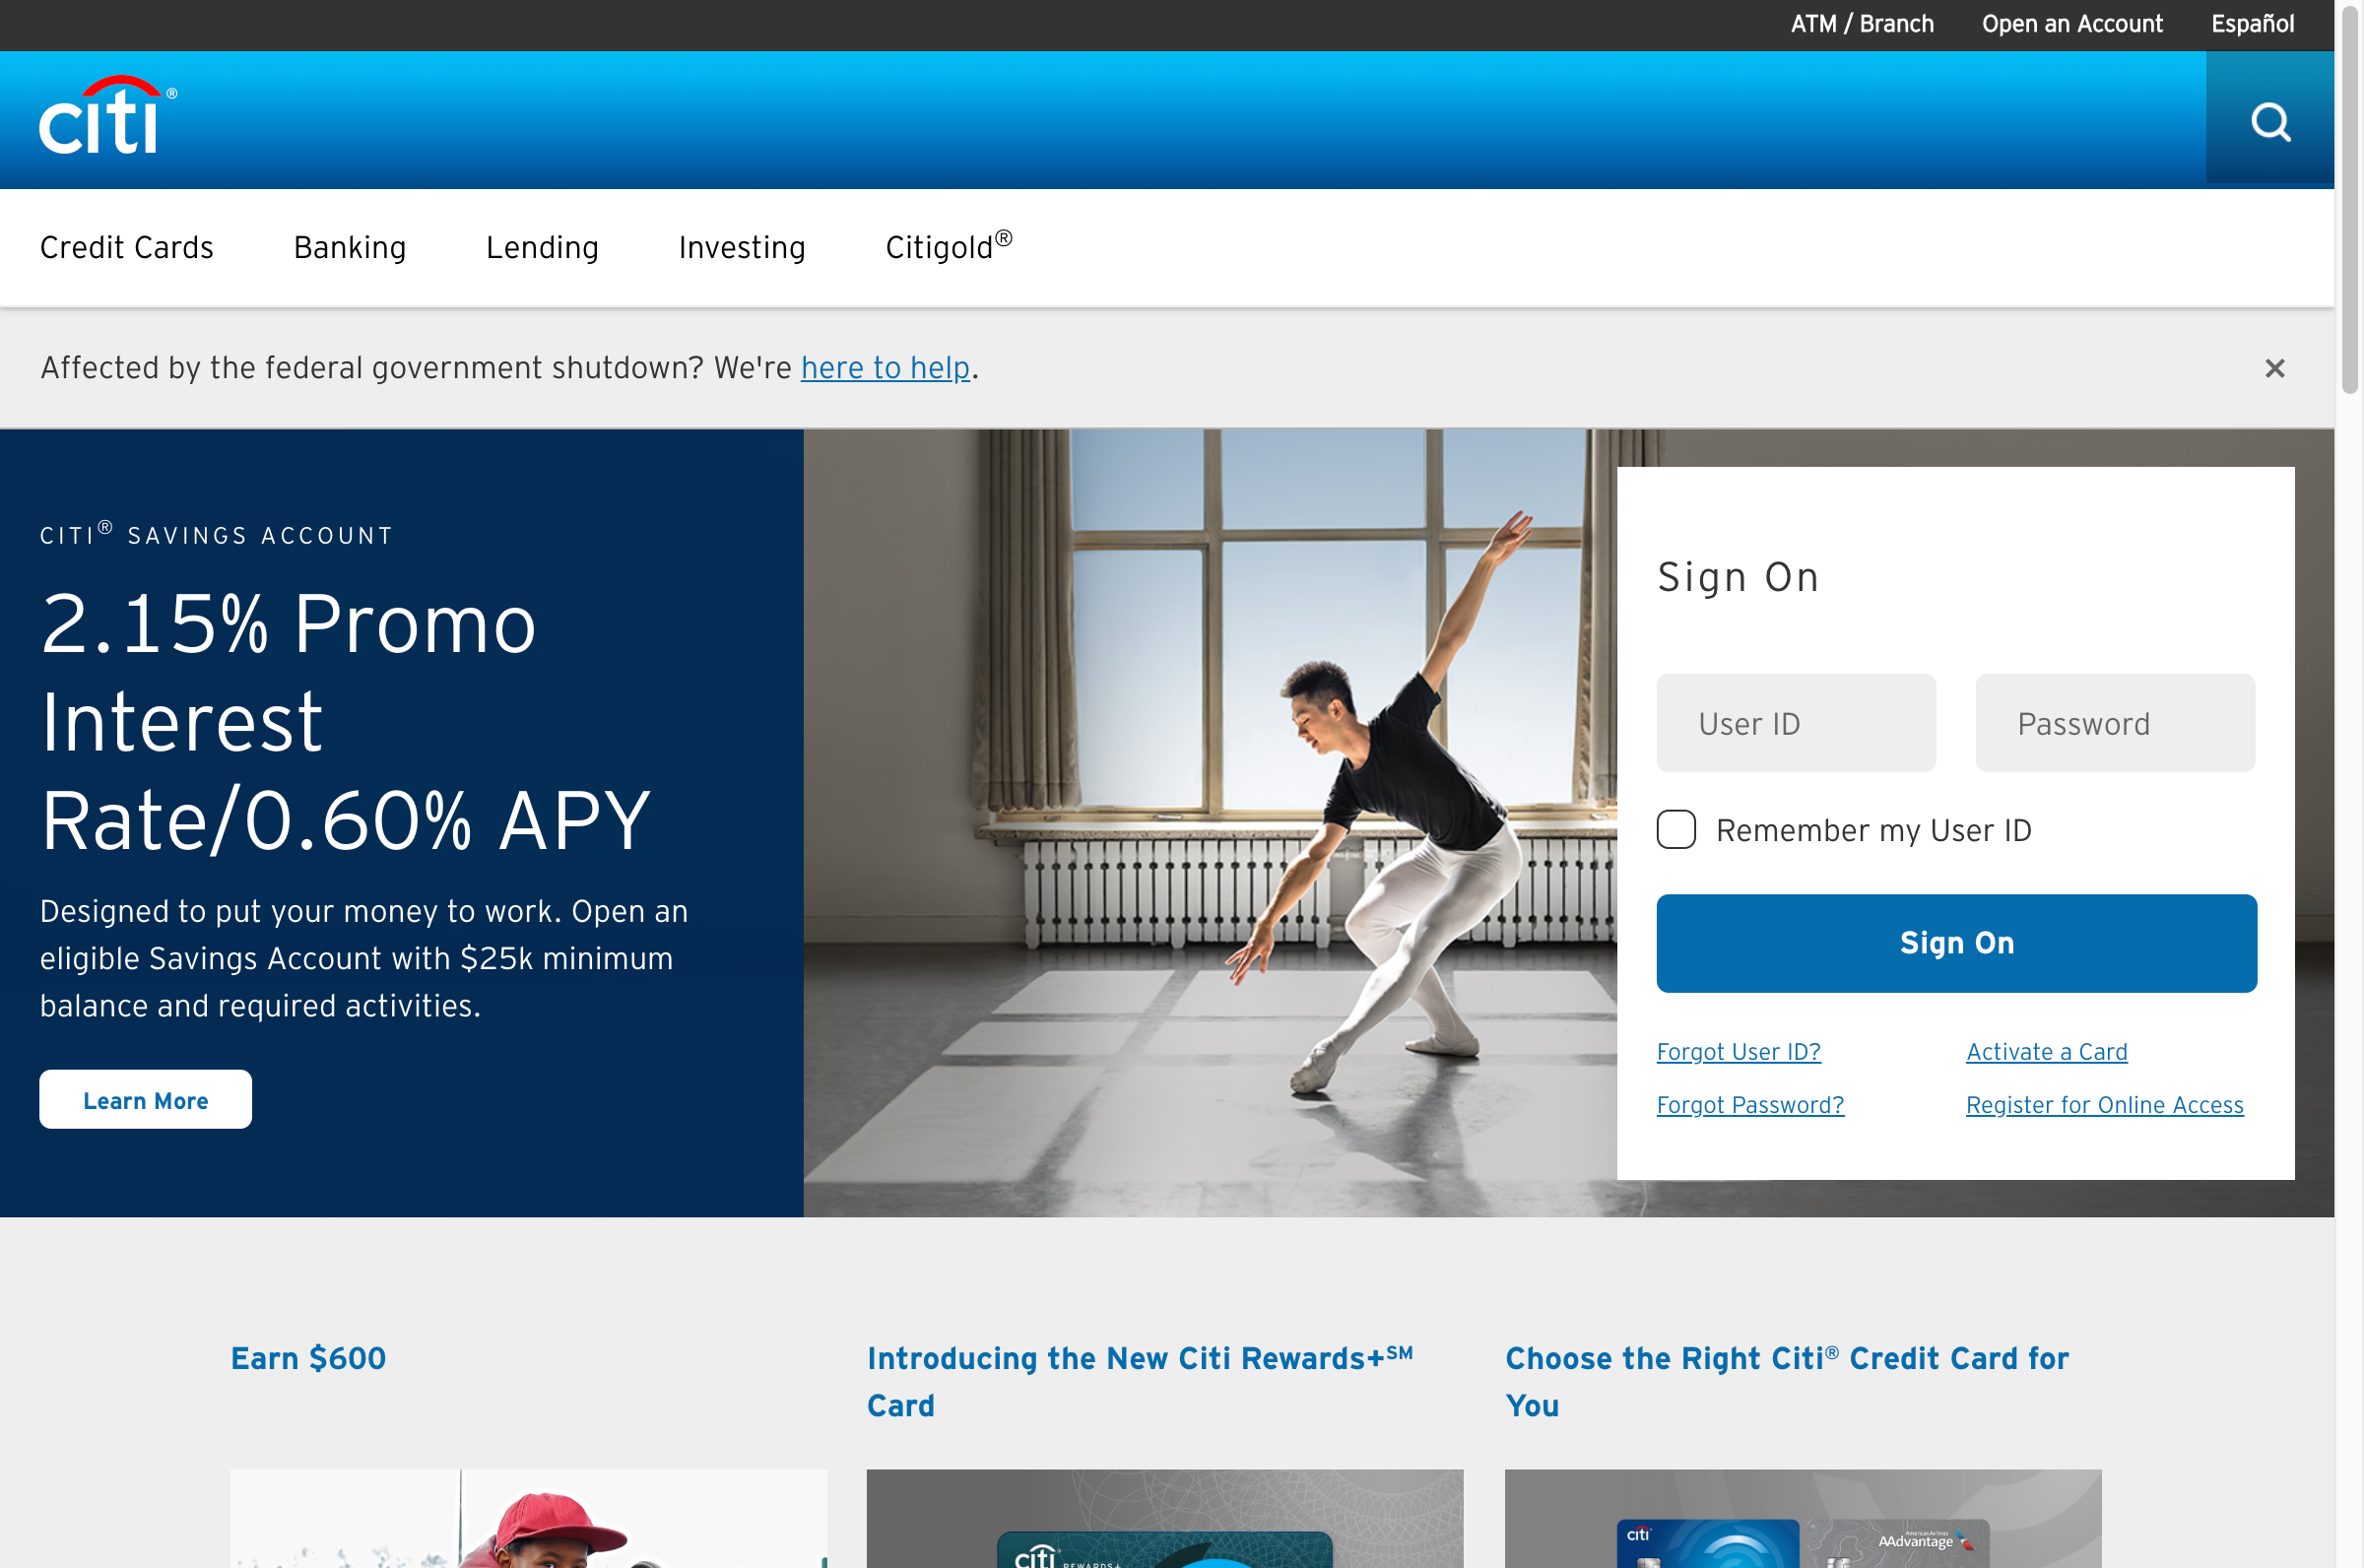 ATM / Branch
Open an Account
Español
citi®
Credit Cards
Banking
Lending
Investing
Citigold®
Affected by the federal government shutdown? We're here to help.
CITI® SAVINGS ACCOUNT
2.15% Promo
Interest
Rate/0.60% APY
Designed to put your money to work. Open an
eligible Savings Account with $25k minimum
balance and required activities.
Learn More
Sign On
User ID
Password
Remember my User ID
Sign On
Forgot User ID?
Activate a Card
Forgot Password?
Register for Online Access
Earn $600
Introducing the New Citi Rewards+℠
Card
Choose the Right Citi® Credit Card for
You
citi®
REWARDS+
citi®
American Airlines
AAdvantage